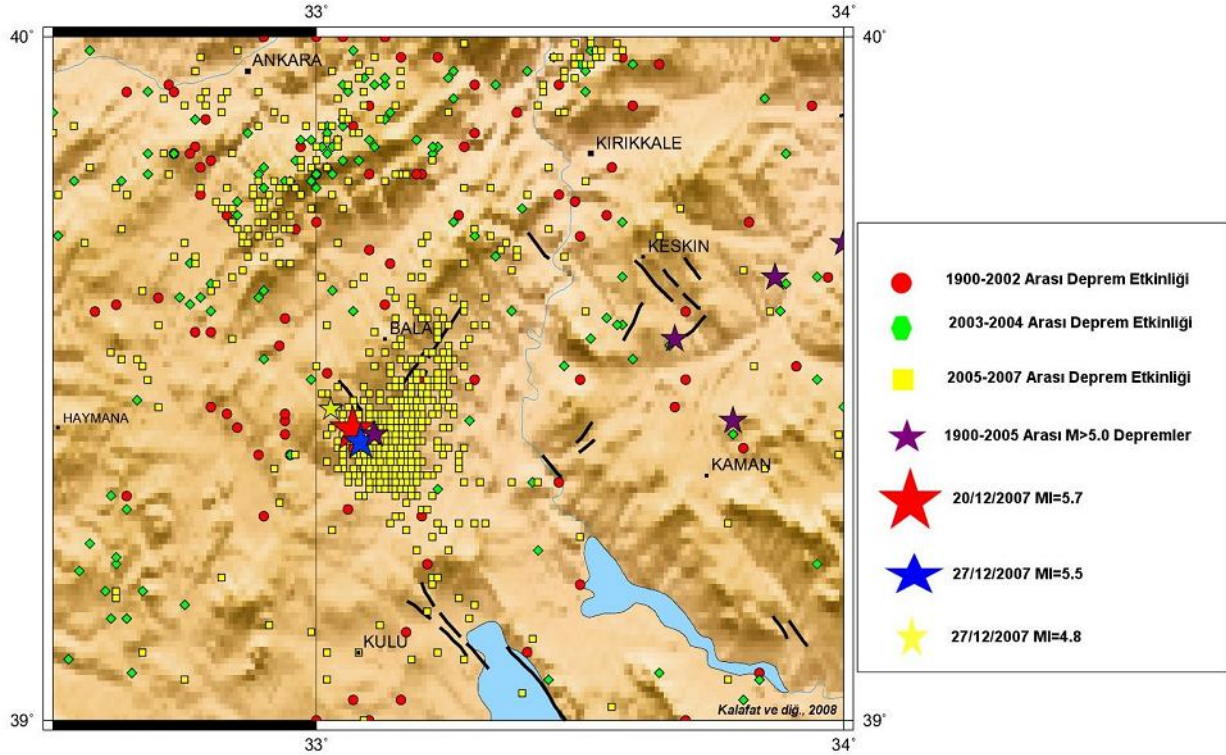 33°
34°
40°
40°
ANKARA
KIRIKKALE
KESKIN
BALA
HAYMANA
KAMAN
KULU
Kalafat ve diğ., 2008
39°
39°
33°
34°
1900-2002 Arası Deprem Etkinliği
2003-2004 Arası Deprem Etkinliği
2005-2007 Arası Deprem Etkinliği
1900-2005 Arası M>5.0 Depremler
20/12/2007 Ml=5.7
27/12/2007 Ml=5.5
27/12/2007 Ml=4.8